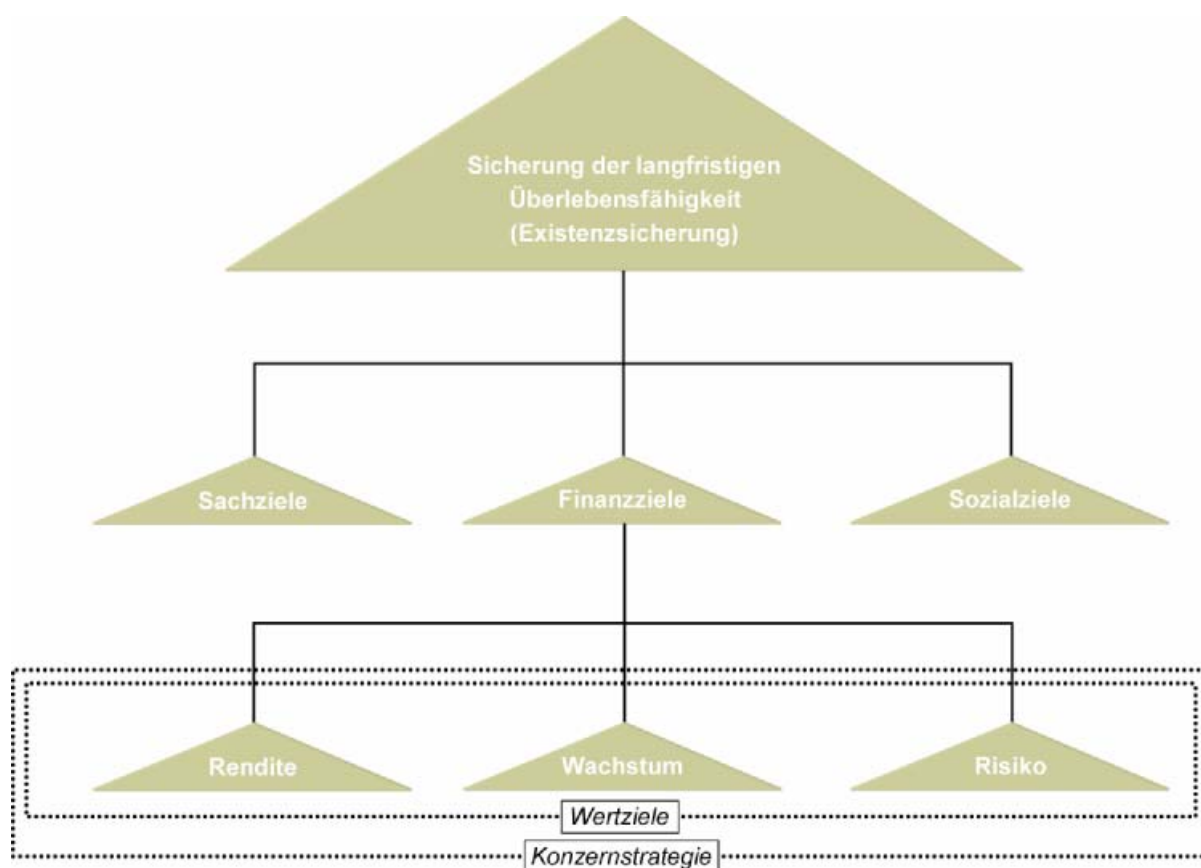 Sicherung der langfristigen
Überlebensfähigkeit
(Existenzsicherung)
Sachziele
Finanzziele
Sozialziele
Rendite
Wachstum
Risiko
Wertziele
Konzernstrategie